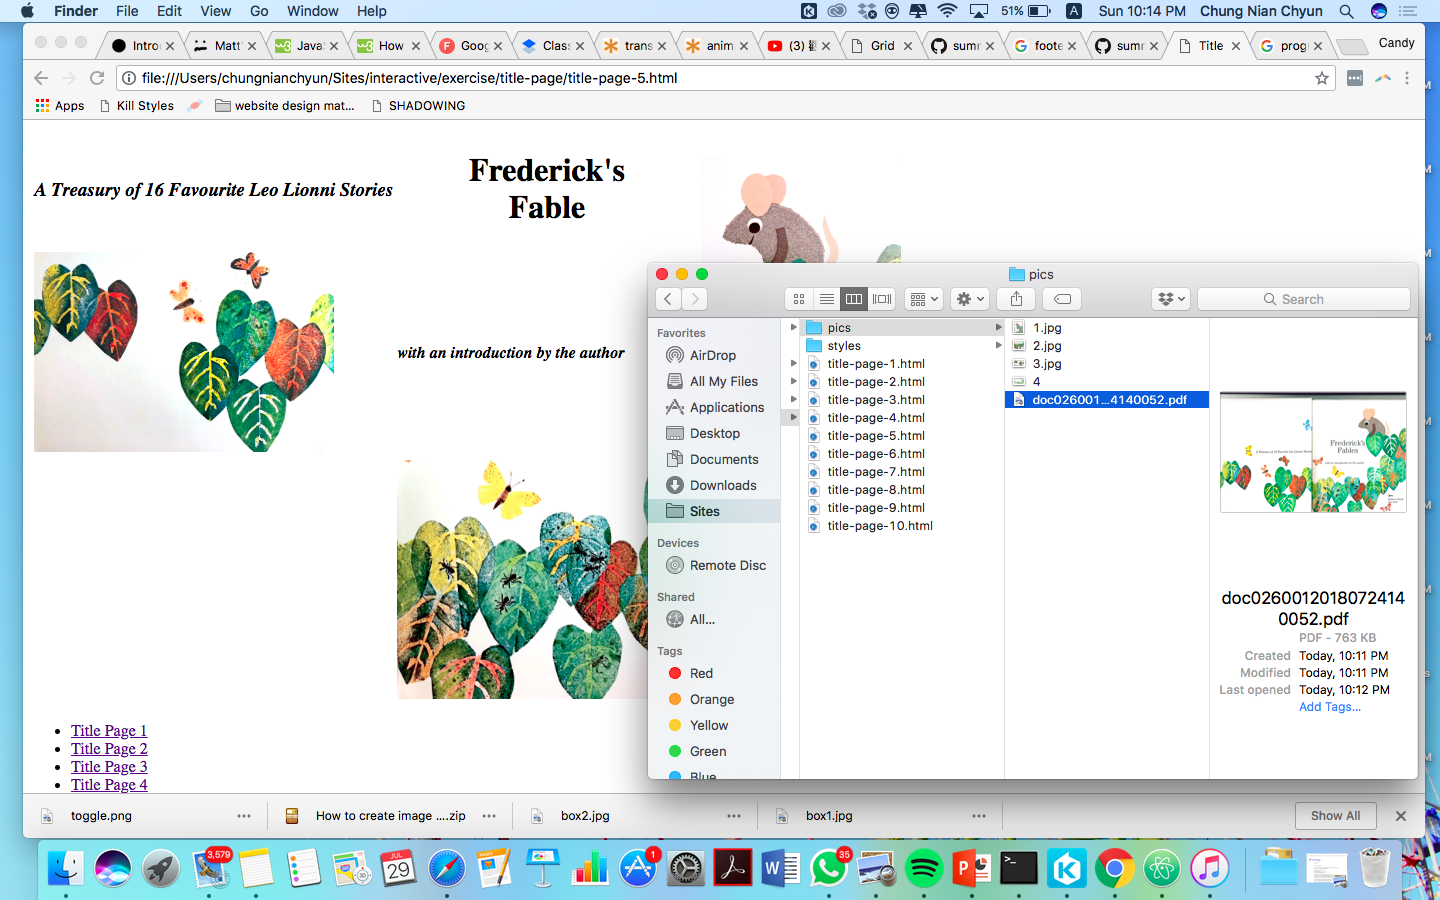 Finder File Edit View Go Window Help 51% A Sun 10:14 PM Chung Nian Chyun
Intro Matt Java How Goog Class trans anim (3) Grid sumr foote sumr Title prog Candy
file:///Users/chungnianchyun/Sites/interactive/exercise/title-page/title-page-5.html
Apps Kill Styles website design mat... SHADOWING
Frederick's
Fable
A Treasury of 16 Favourite Leo Lionni Stories
with an introduction by the author
Title Page 1
Title Page 2
Title Page 3
Title Page 4
pics
Search
Favorites
AirDrop
All My Files
Applications
Desktop
Documents
Downloads
Sites
Devices
Remote Disc
Shared
All...
Tags
Red
Orange
Yellow
Green
Blue
pics
styles
title-page-1.html
title-page-2.html
title-page-3.html
title-page-4.html
title-page-5.html
title-page-6.html
title-page-7.html
title-page-8.html
title-page-9.html
title-page-10.html
1.jpg
2.jpg
3.jpg
4
doc026001...4140052.pdf
Frederick's
Fables
doc0260012018072414
0052.pdf
PDF - 763 KB
Created Today, 10:11 PM
Modified Today, 10:11 PM
Last opened Today, 10:12 PM
Add Tags...
toggle.png How to create image ....zip box2.jpg box1.jpg Show All
3,579 JUL 29 1 35